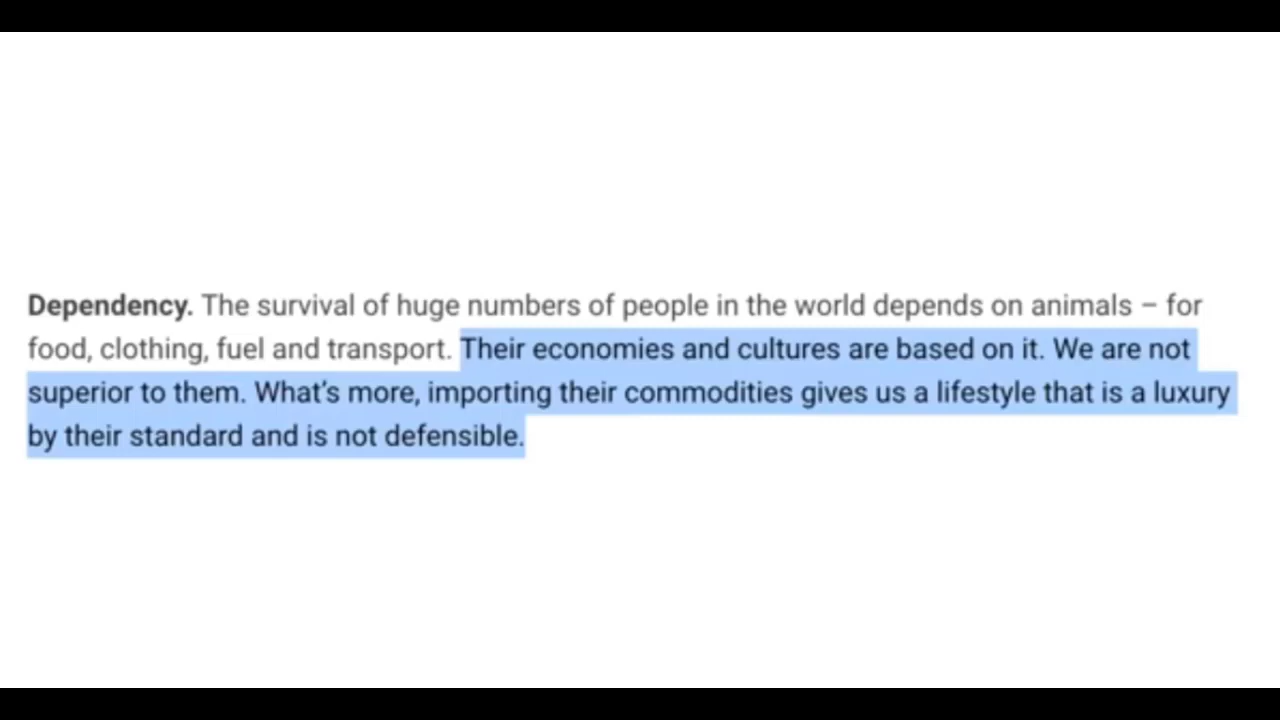 Dependency. The survival of huge numbers of people in the world depends on animals – for
food, clothing, fuel and transport. Their economies and cultures are based on it. We are not
superior to them. What's more, importing their commodities gives us a lifestyle that is a luxury
by their standard and is not defensible.